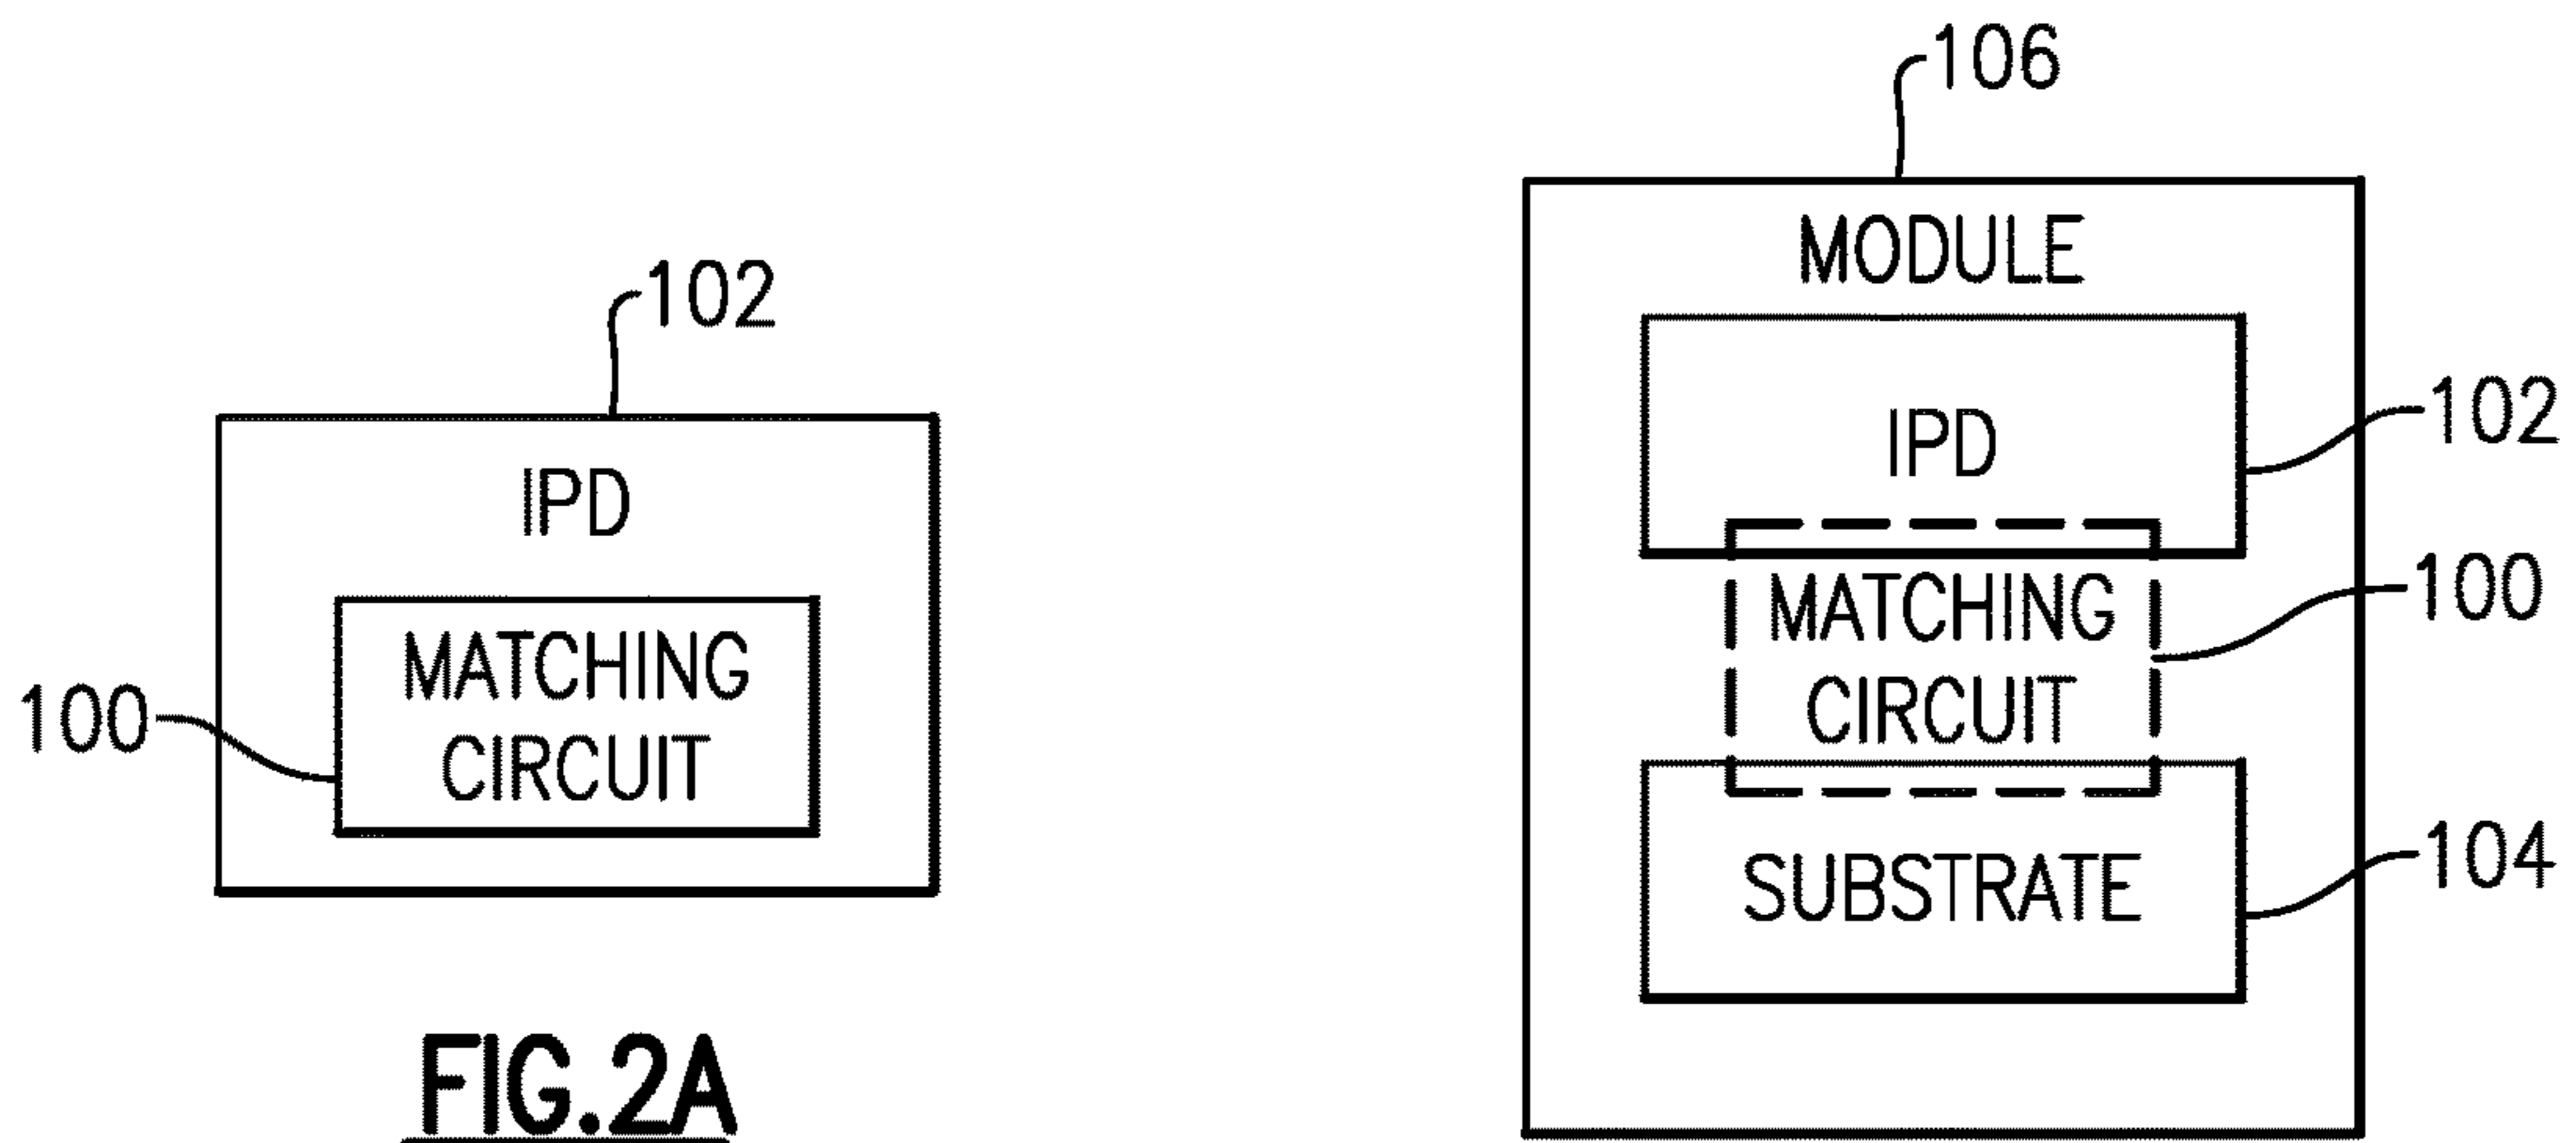 102
IPD
MATCHING
CIRCUIT
100
FIG.2A
106
MODULE
IPD
102
MATCHING
CIRCUIT
100
SUBSTRATE
104